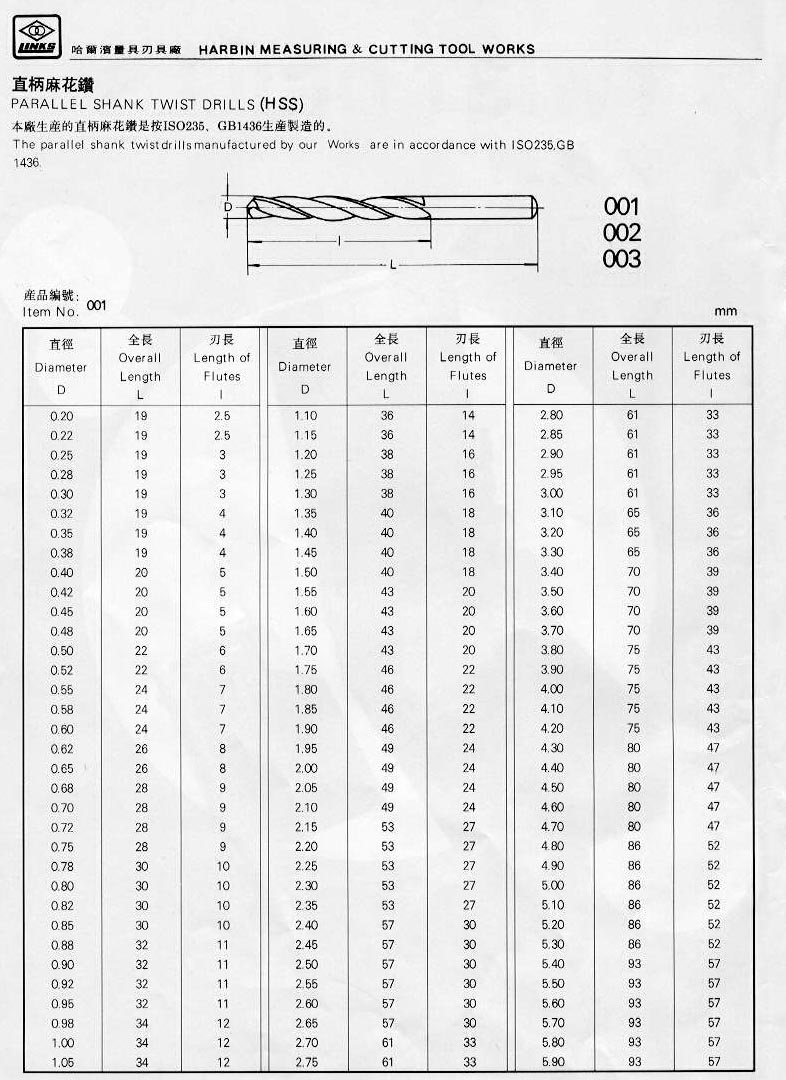 LINKS
哈爾濱量具刃具廠 HARBIN MEASURING & CUTTING TOOL WORKS
直柄麻花鑽
PARALLEL SHANK TWIST DRILLS (HSS)
本廠生産的直柄麻花鑽是按ISO235、GB1436生産製造的。
The parallel shank twist drills manufactured by our Works are in accordance with ISO235,GB
1436.
D
l
L
001
002
003
産品編號:
Item No. 001
mm
直徑 全長 刃長 直徑 全長 刃長 直徑 全長 刃長
Diameter Overall Length Length of Flutes Diameter Overall Length Length of Flutes Diameter Overall Length Length of Flutes
D L l D L l D L l
0.20 19 2.5 1.10 36 14 2.80 61 33
0.22 19 2.5 1.15 36 14 2.85 61 33
0.25 19 3 1.20 38 16 2.90 61 33
0.28 19 3 1.25 38 16 2.95 61 33
0.30 19 3 1.30 38 16 3.00 61 33
0.32 19 4 1.35 40 18 3.10 65 36
0.35 19 4 1.40 40 18 3.20 65 36
0.38 19 4 1.45 40 18 3.30 65 36
0.40 20 5 1.50 40 18 3.40 70 39
0.42 20 5 1.55 43 20 3.50 70 39
0.45 20 5 1.60 43 20 3.60 70 39
0.48 20 5 1.65 43 20 3.70 70 39
0.50 22 6 1.70 43 20 3.80 75 43
0.52 22 6 1.75 46 22 3.90 75 43
0.55 24 7 1.80 46 22 4.00 75 43
0.58 24 7 1.85 46 22 4.10 75 43
0.60 24 7 1.90 46 22 4.20 75 43
0.62 26 8 1.95 49 24 4.30 80 47
0.65 26 8 2.00 49 24 4.40 80 47
0.68 28 9 2.05 49 24 4.50 80 47
0.70 28 9 2.10 49 24 4.60 80 47
0.72 28 9 2.15 53 27 4.70 80 47
0.75 28 9 2.20 53 27 4.80 86 52
0.78 30 10 2.25 53 27 4.90 86 52
0.80 30 10 2.30 53 27 5.00 86 52
0.82 30 10 2.35 53 27 5.10 86 52
0.85 30 10 2.40 57 30 5.20 86 52
0.88 32 11 2.45 57 30 5.30 86 52
0.90 32 11 2.50 57 30 5.40 93 57
0.92 32 11 2.55 57 30 5.50 93 57
0.95 32 11 2.60 57 30 5.60 93 57
0.98 34 12 2.65 57 30 5.70 93 57
1.00 34 12 2.70 61 33 5.80 93 57
1.05 34 12 2.75 61 33 5.90 93 57